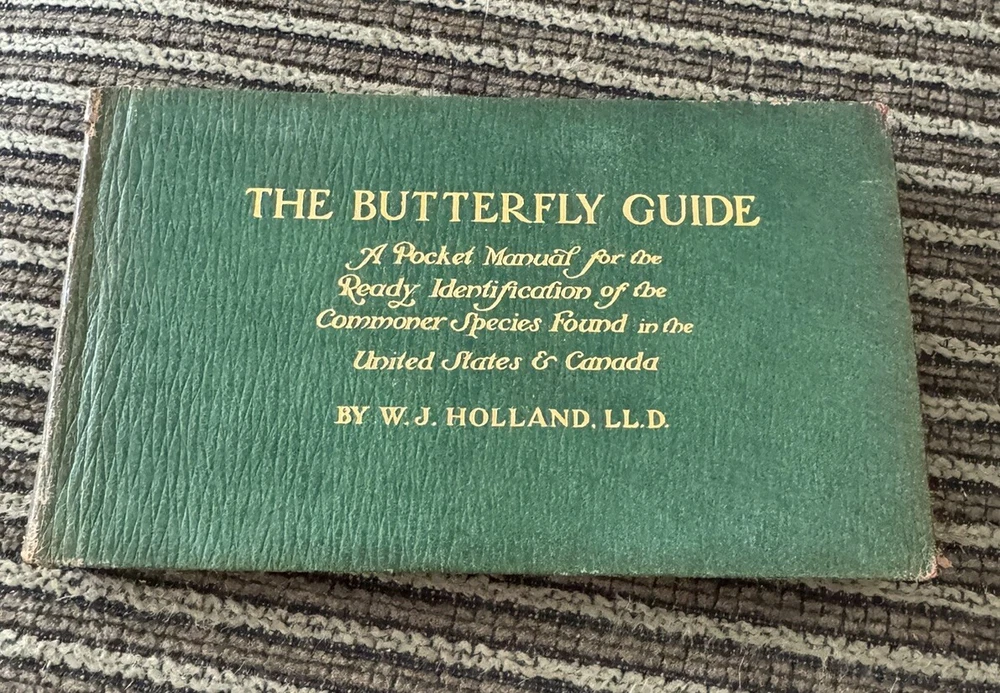 THE BUTTERFLY GUIDE
A Pocket Manual for the
Ready Identification of the
Commoner Species Found in the
United States & Canada
BY W. J. HOLLAND, LL.D.